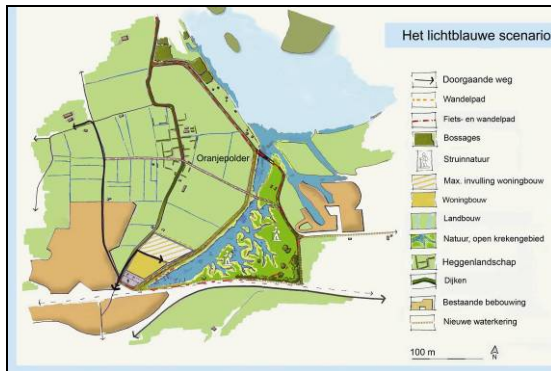 Het lichtblauwe scenario
Doorgaande weg
Wandelpad
Fiets- en wandelpad
Bossages
Struinnatuur
Max. invulling woningbouw
Woningbouw
Landbouw
Natuur, open krekengebied
Heggenlandschap
Dijken
Bestaande bebouwing
Nieuwe waterkering
100 m
N
Oranjepolder